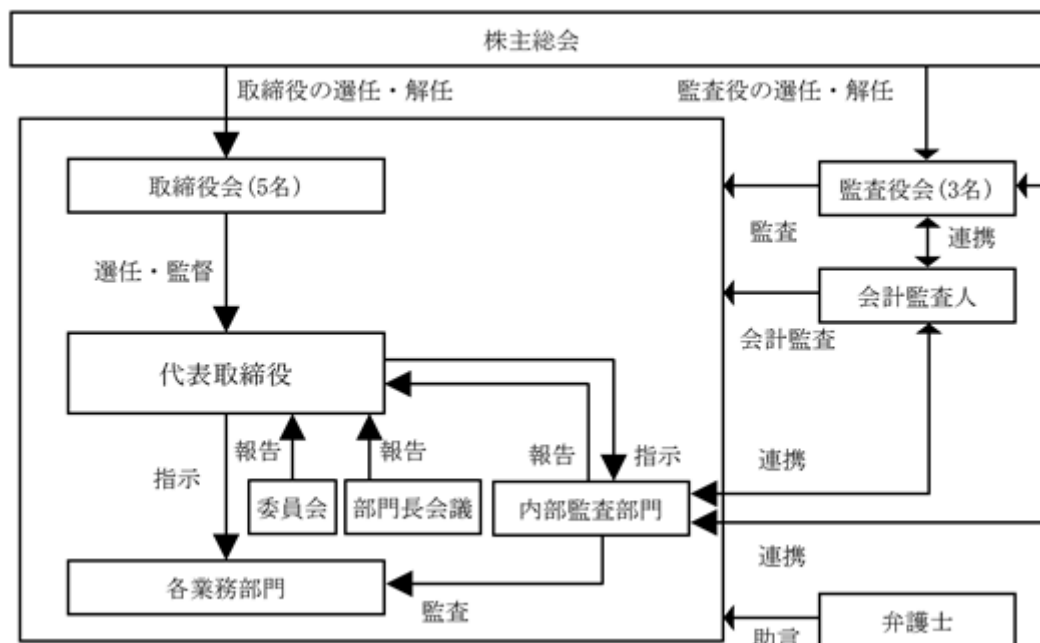 株主総会
取締役の選任・解任
監査役の選任・解任
取締役会(5名)
監査役会(3名)
監査
連携
選任・監督
会計監査人
会計監査
代表取締役
報告
報告
報告
指示
連携
指示
委員会
部門長会議
内部監査部門
連携
各業務部門
監査
弁護士
助言